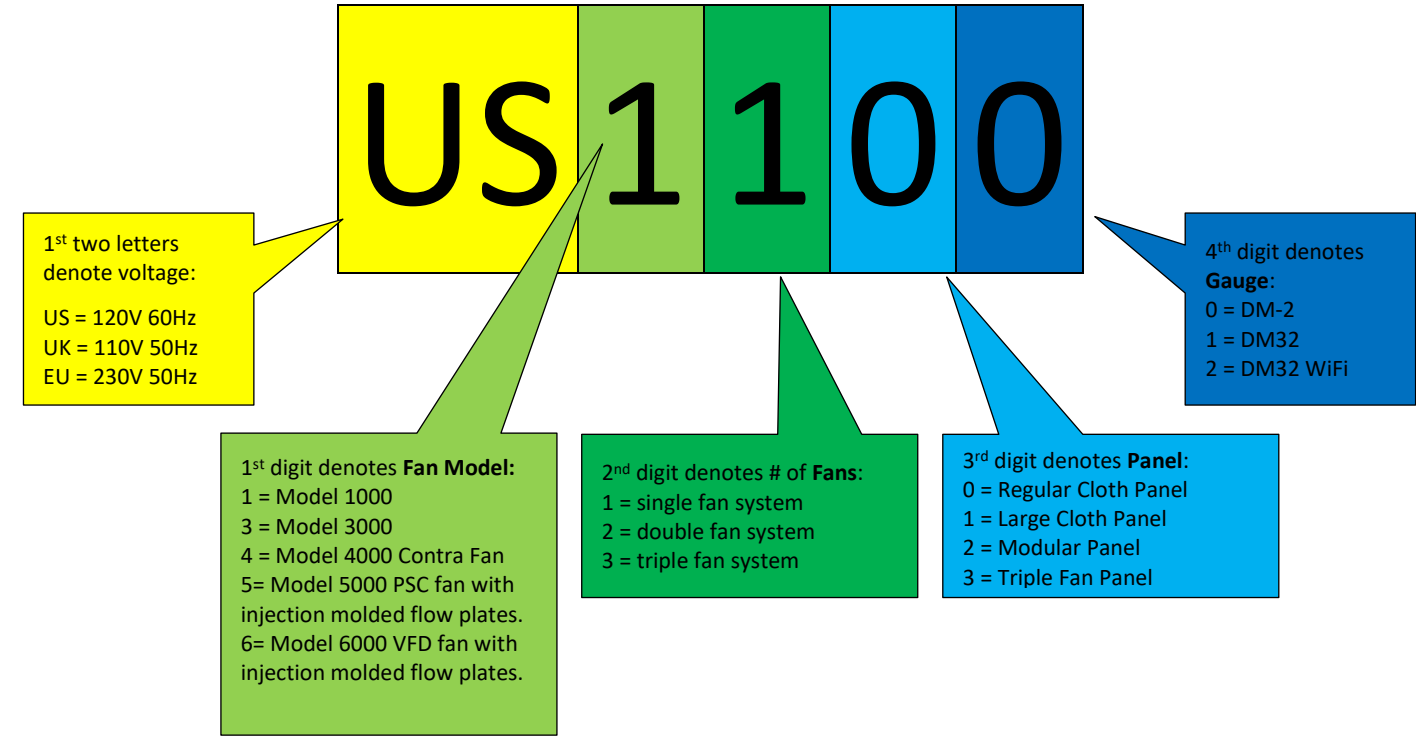 US1100
1st two letters
denote voltage:
US = 120V 60Hz
UK = 110V 50Hz
EU = 230V 50Hz
1st digit denotes Fan Model:
1 = Model 1000
3 = Model 3000
4 = Model 4000 Contra Fan
5= Model 5000 PSC fan with
injection molded flow plates.
6= Model 6000 VFD fan with
injection molded flow plates.
2nd digit denotes # of Fans:
1 = single fan system
2 = double fan system
3 = triple fan system
3rd digit denotes Panel:
0 = Regular Cloth Panel
1 = Large Cloth Panel
2 = Modular Panel
3 = Triple Fan Panel
4th digit denotes
Gauge:
0 = DM-2
1 = DM32
2 = DM32 WiFi